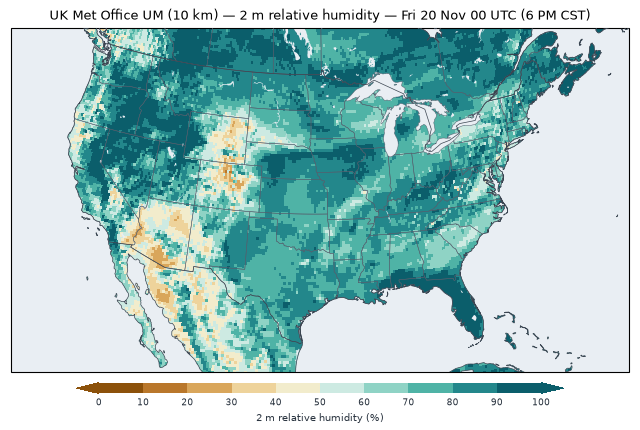 UK Met Office UM (10 km) — 2 m relative humidity — Fri 20 Nov 00 UTC (6 PM CST)
0 10 20 30 40 50 60 70 80 90 100
2 m relative humidity (%)